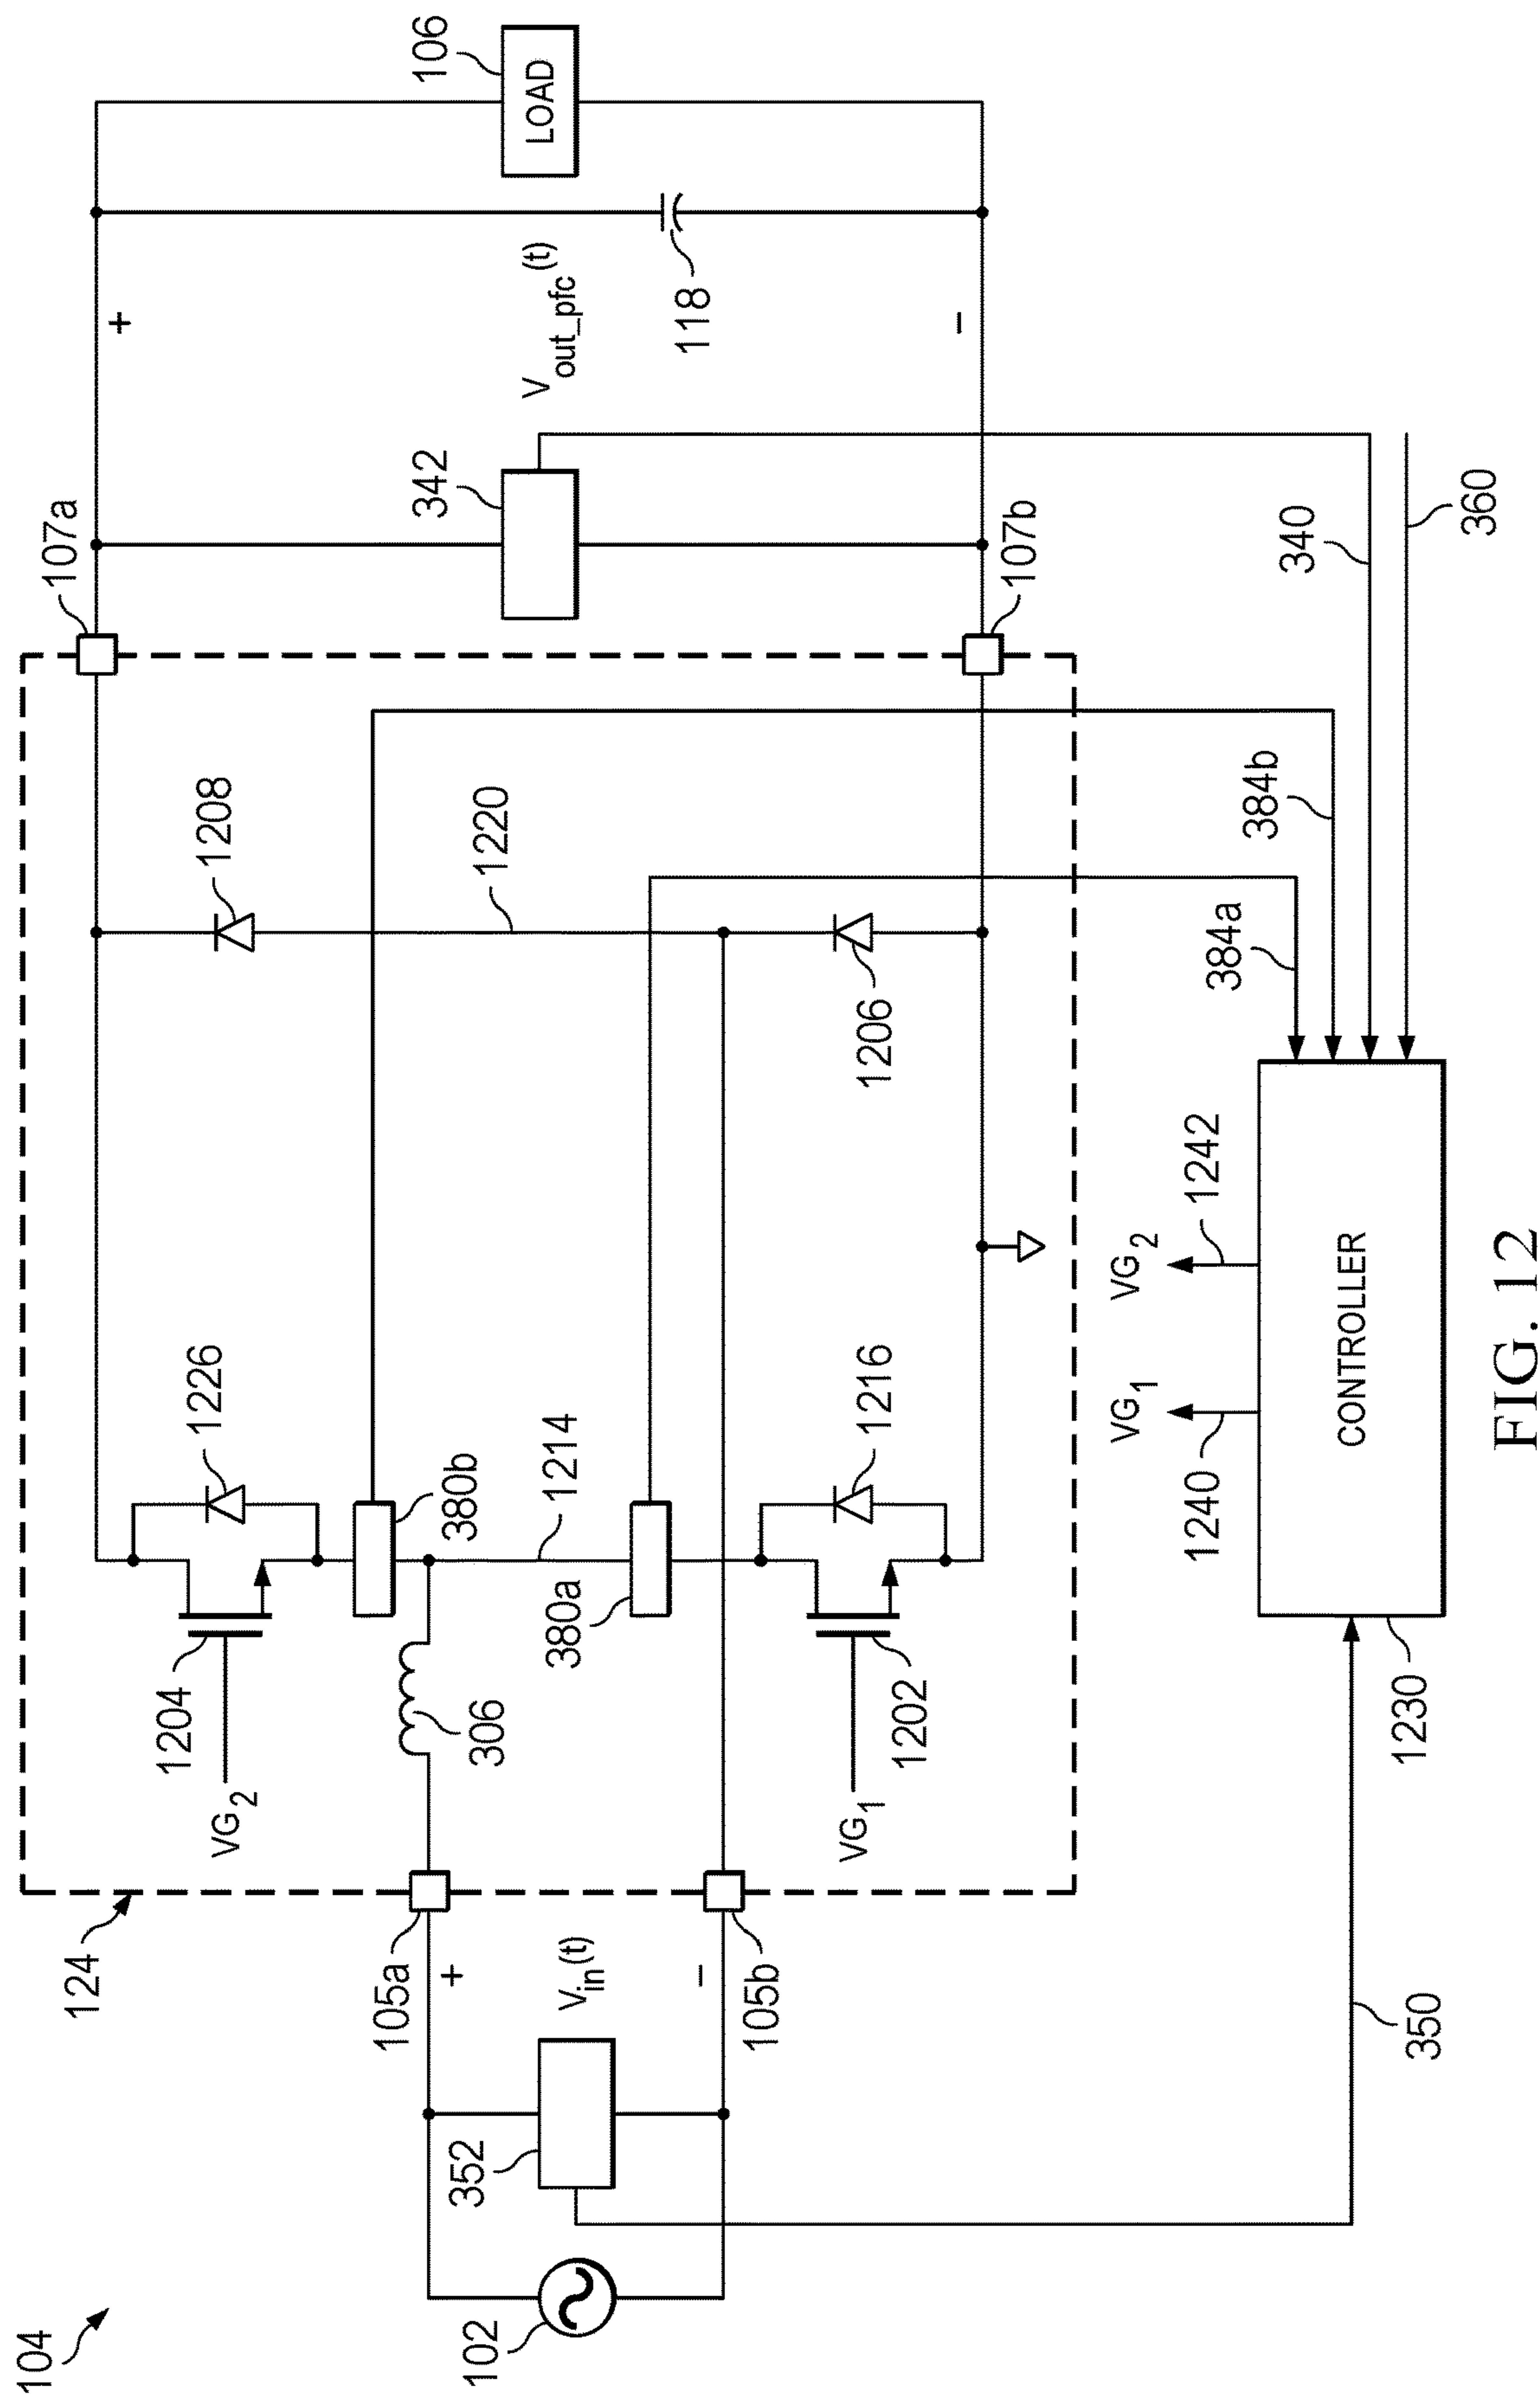 104
124
107a
106
1204
1226
1208
VG2
380b
342
105a
+
306
1214
1220
Vout_pfc(t)
LOAD
+
102
352
Vin(t)
380a
118
−
105b
1202
1216
1206
−
VG1
107b
VG1
VG2
1240
1242
384a
384b
340
360
CONTROLLER
350
1230
FIG. 12